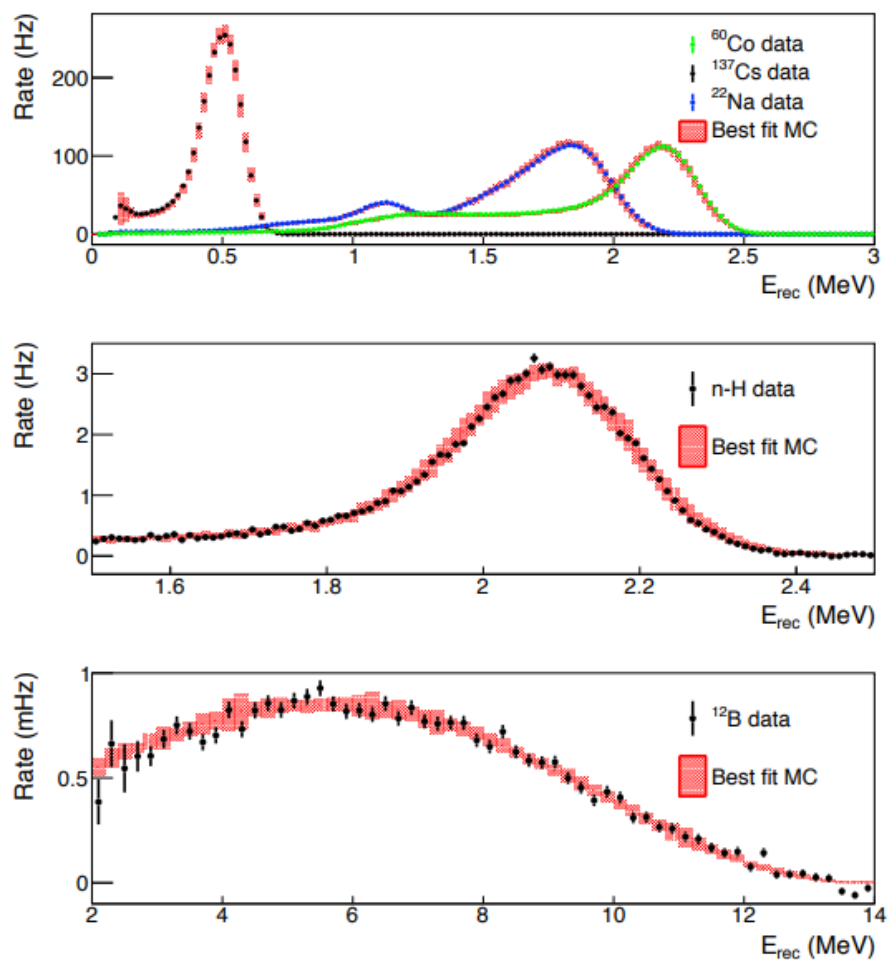 Rate (Hz)
200
100
0
⁶⁰Co data
¹³⁷Cs data
²²Na data
Best fit MC
0 0.5 1 1.5 2 2.5 3
E_rec (MeV)
Rate (Hz)
3
2
1
0
n-H data
Best fit MC
1.6 1.8 2 2.2 2.4
E_rec (MeV)
Rate (mHz)
1
0.5
0
¹²B data
Best fit MC
2 4 6 8 10 12 14
E_rec (MeV)